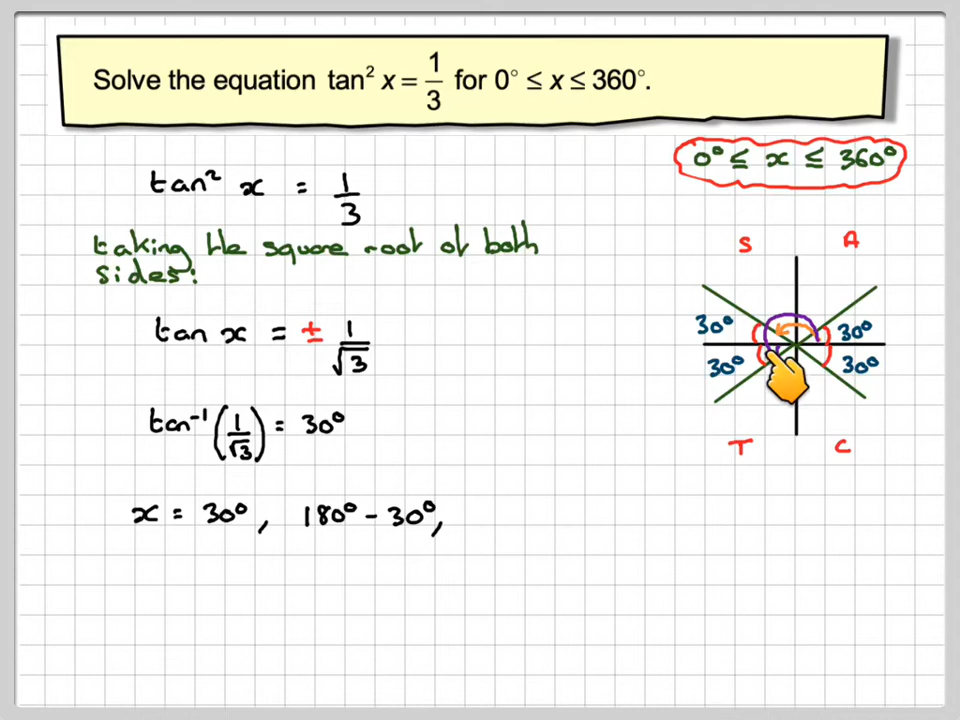 Solve the equation tan² x = 1/3 for 0° ≤ x ≤ 360°.
0° ≤ x ≤ 360°
tan² x = 1/3
taking the square root of both
sides:
tan x = ± 1/√3
tan⁻¹ (1/√3) = 30°
x = 30°, 180° - 30°,
S A
30° 30°
30° 30°
T C